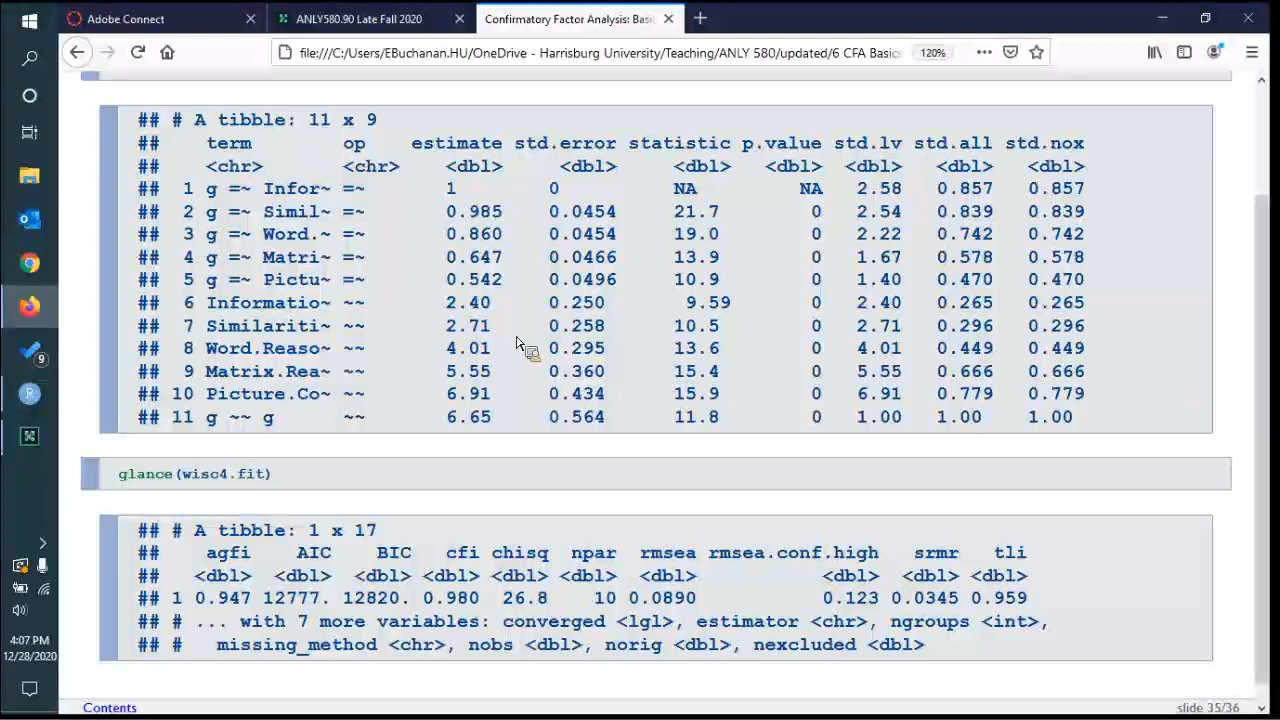 Adobe Connect
ANLY580.90 Late Fall 2020
Confirmatory Factor Analysis: Basi
file:///C:/Users/EBuchanan.HU/OneDrive - Harrisburg University/Teaching/ANLY 580/updated/6 CFA Basic
120%
## # A tibble: 11 x 9
## term op estimate std.error statistic p.value std.lv std.all std.nox
## <chr> <chr> <dbl> <dbl> <dbl> <dbl> <dbl> <dbl> <dbl>
## 1 g =~ Infor~ =~ 1 0 NA NA 2.58 0.857 0.857
## 2 g =~ Simil~ =~ 0.985 0.0454 21.7 0 2.54 0.839 0.839
## 3 g =~ Word.~ =~ 0.860 0.0454 19.0 0 2.22 0.742 0.742
## 4 g =~ Matri~ =~ 0.647 0.0466 13.9 0 1.67 0.578 0.578
## 5 g =~ Pictu~ =~ 0.542 0.0496 10.9 0 1.40 0.470 0.470
## 6 Informatio~ ~~ 2.40 0.250 9.59 0 2.40 0.265 0.265
## 7 Similariti~ ~~ 2.71 0.258 10.5 0 2.71 0.296 0.296
## 8 Word.Reaso~ ~~ 4.01 0.295 13.6 0 4.01 0.449 0.449
## 9 Matrix.Rea~ ~~ 5.55 0.360 15.4 0 5.55 0.666 0.666
## 10 Picture.Co~ ~~ 6.91 0.434 15.9 0 6.91 0.779 0.779
## 11 g ~~ g ~~ 6.65 0.564 11.8 0 1.00 1.00 1.00
glance(wisc4.fit)
## # A tibble: 1 x 17
## agfi AIC BIC cfi chisq npar rmsea rmsea.conf.high srmr tli
## <dbl> <dbl> <dbl> <dbl> <dbl> <dbl> <dbl> <dbl> <dbl> <dbl>
## 1 0.947 12777. 12820. 0.980 26.8 10 0.0890 0.123 0.0345 0.959
## # ... with 7 more variables: converged <lgl>, estimator <chr>, ngroups <int>,
## # missing_method <chr>, nobs <dbl>, norig <dbl>, nexcluded <dbl>
Contents
slide 35/36
9
R
4:07 PM
12/28/2020